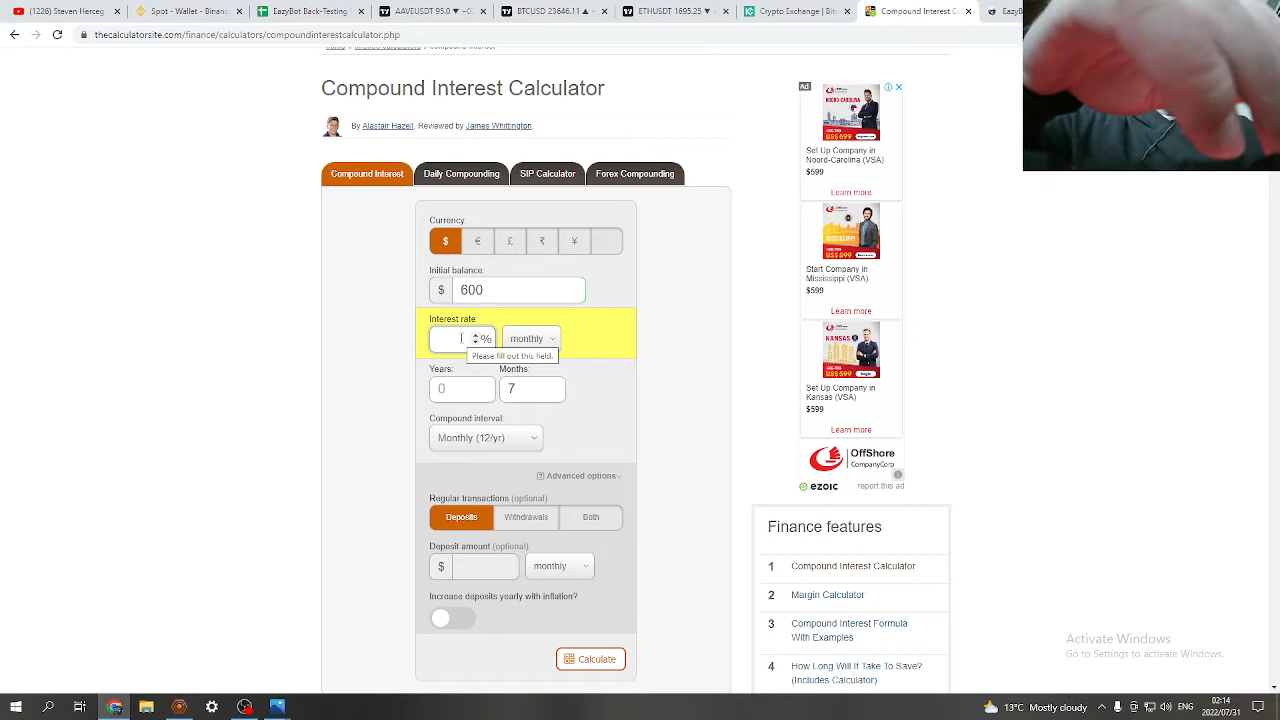 (1226) Steven Herceg
Spot - Wallet - Binance
EazyBot Back-Testing
AAVEUSDT 95.0 ▼ −0.
BTCUSD 23646.11 ▲
ETHUSDT 1695.25 ▼
Crypto Exchange | Bitc
Compound Interest Ca
EazyB
thecalculatorsite.com/finance/calculators/compoundinterestcalculator.php
Compound Interest Calculator
By Alastair Hazell. Reviewed by James Whittington.
Compound Interest
Daily Compounding
SIP Calculator
Forex Compounding
Currency:
$ € £ ₹ ¥
Initial balance:
$ 600
Interest rate:
% monthly
Please fill out this field.
Years: Months:
0 7
Compound interval:
Monthly (12/yr)
Advanced options
Regular transactions (optional)
Deposits Withdrawals Both
Deposit amount (optional)
$ monthly
Increase deposits yearly with inflation?
Calculate
Ad
Set Up Company in
Noord-Carolina (VSA)
$599
Learn more
Start Company in
Mississippi (VSA)
$599
Learn more
Set Up Company in
Kansas (VSA)
$599
Learn more
OffShore
CompanyCorp
ezoic report this ad
Finance features
1 Compound Interest Calculator
2 Margin Calculator
3 Compound Interest Formula
With Examples
4 How Long Will It Take To Save?
(Includes Calculator)
Activate Windows
Go to Settings to activate Windows.
13°C Mostly cloudy
ENG
02:14
2022/07/31